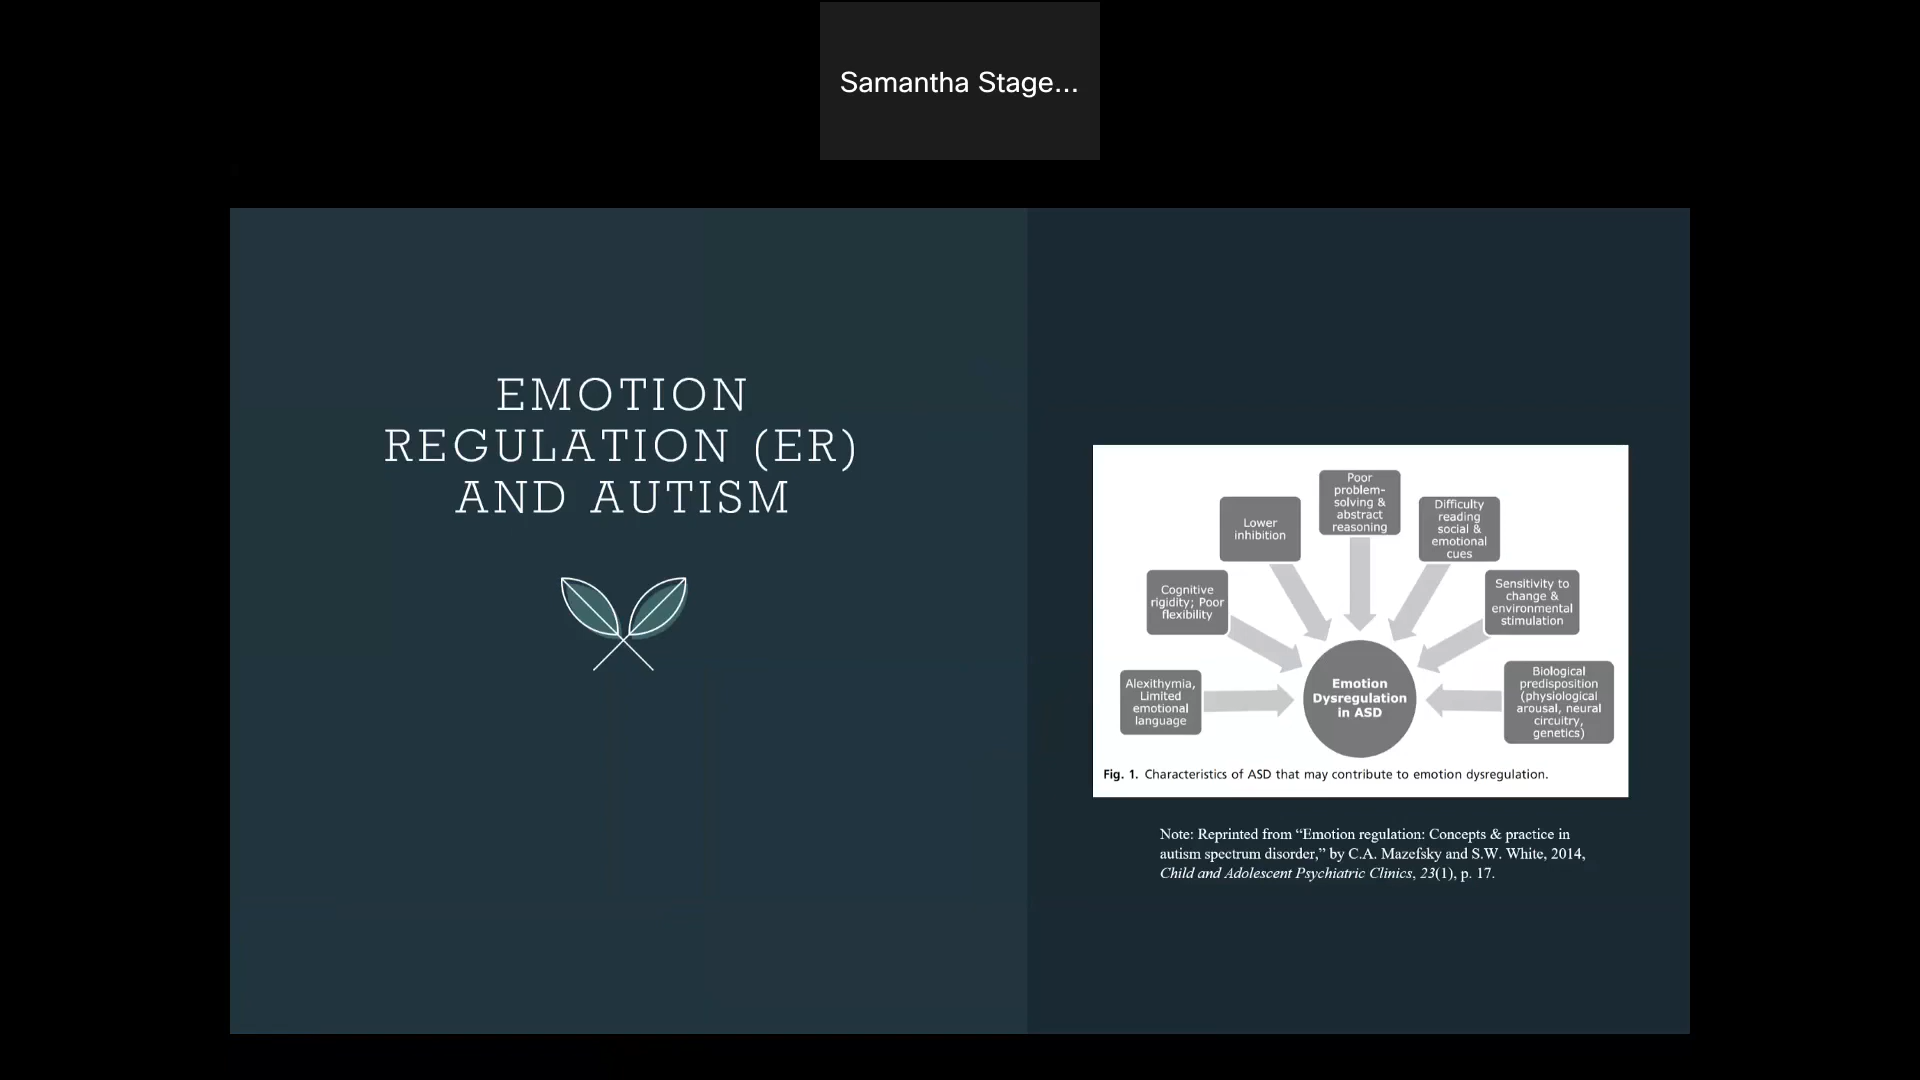 Samantha Stage...
EMOTION
REGULATION (ER)
AND AUTISM
Poor
problem-
solving &
abstract
reasoning
Lower
inhibition
Difficulty
reading
social &
emotional
cues
Cognitive
rigidity; Poor
flexibility
Sensitivity to
change &
environmental
stimulation
Alexithymia,
Limited
emotional
language
Emotion
Dysregulation
in ASD
Biological
predisposition
(physiological
arousal, neural
circuitry,
genetics)
Fig. 1. Characteristics of ASD that may contribute to emotion dysregulation.
Note: Reprinted from “Emotion regulation: Concepts & practice in
autism spectrum disorder,” by C.A. Mazefsky and S.W. White, 2014,
Child and Adolescent Psychiatric Clinics, 23(1), p. 17.